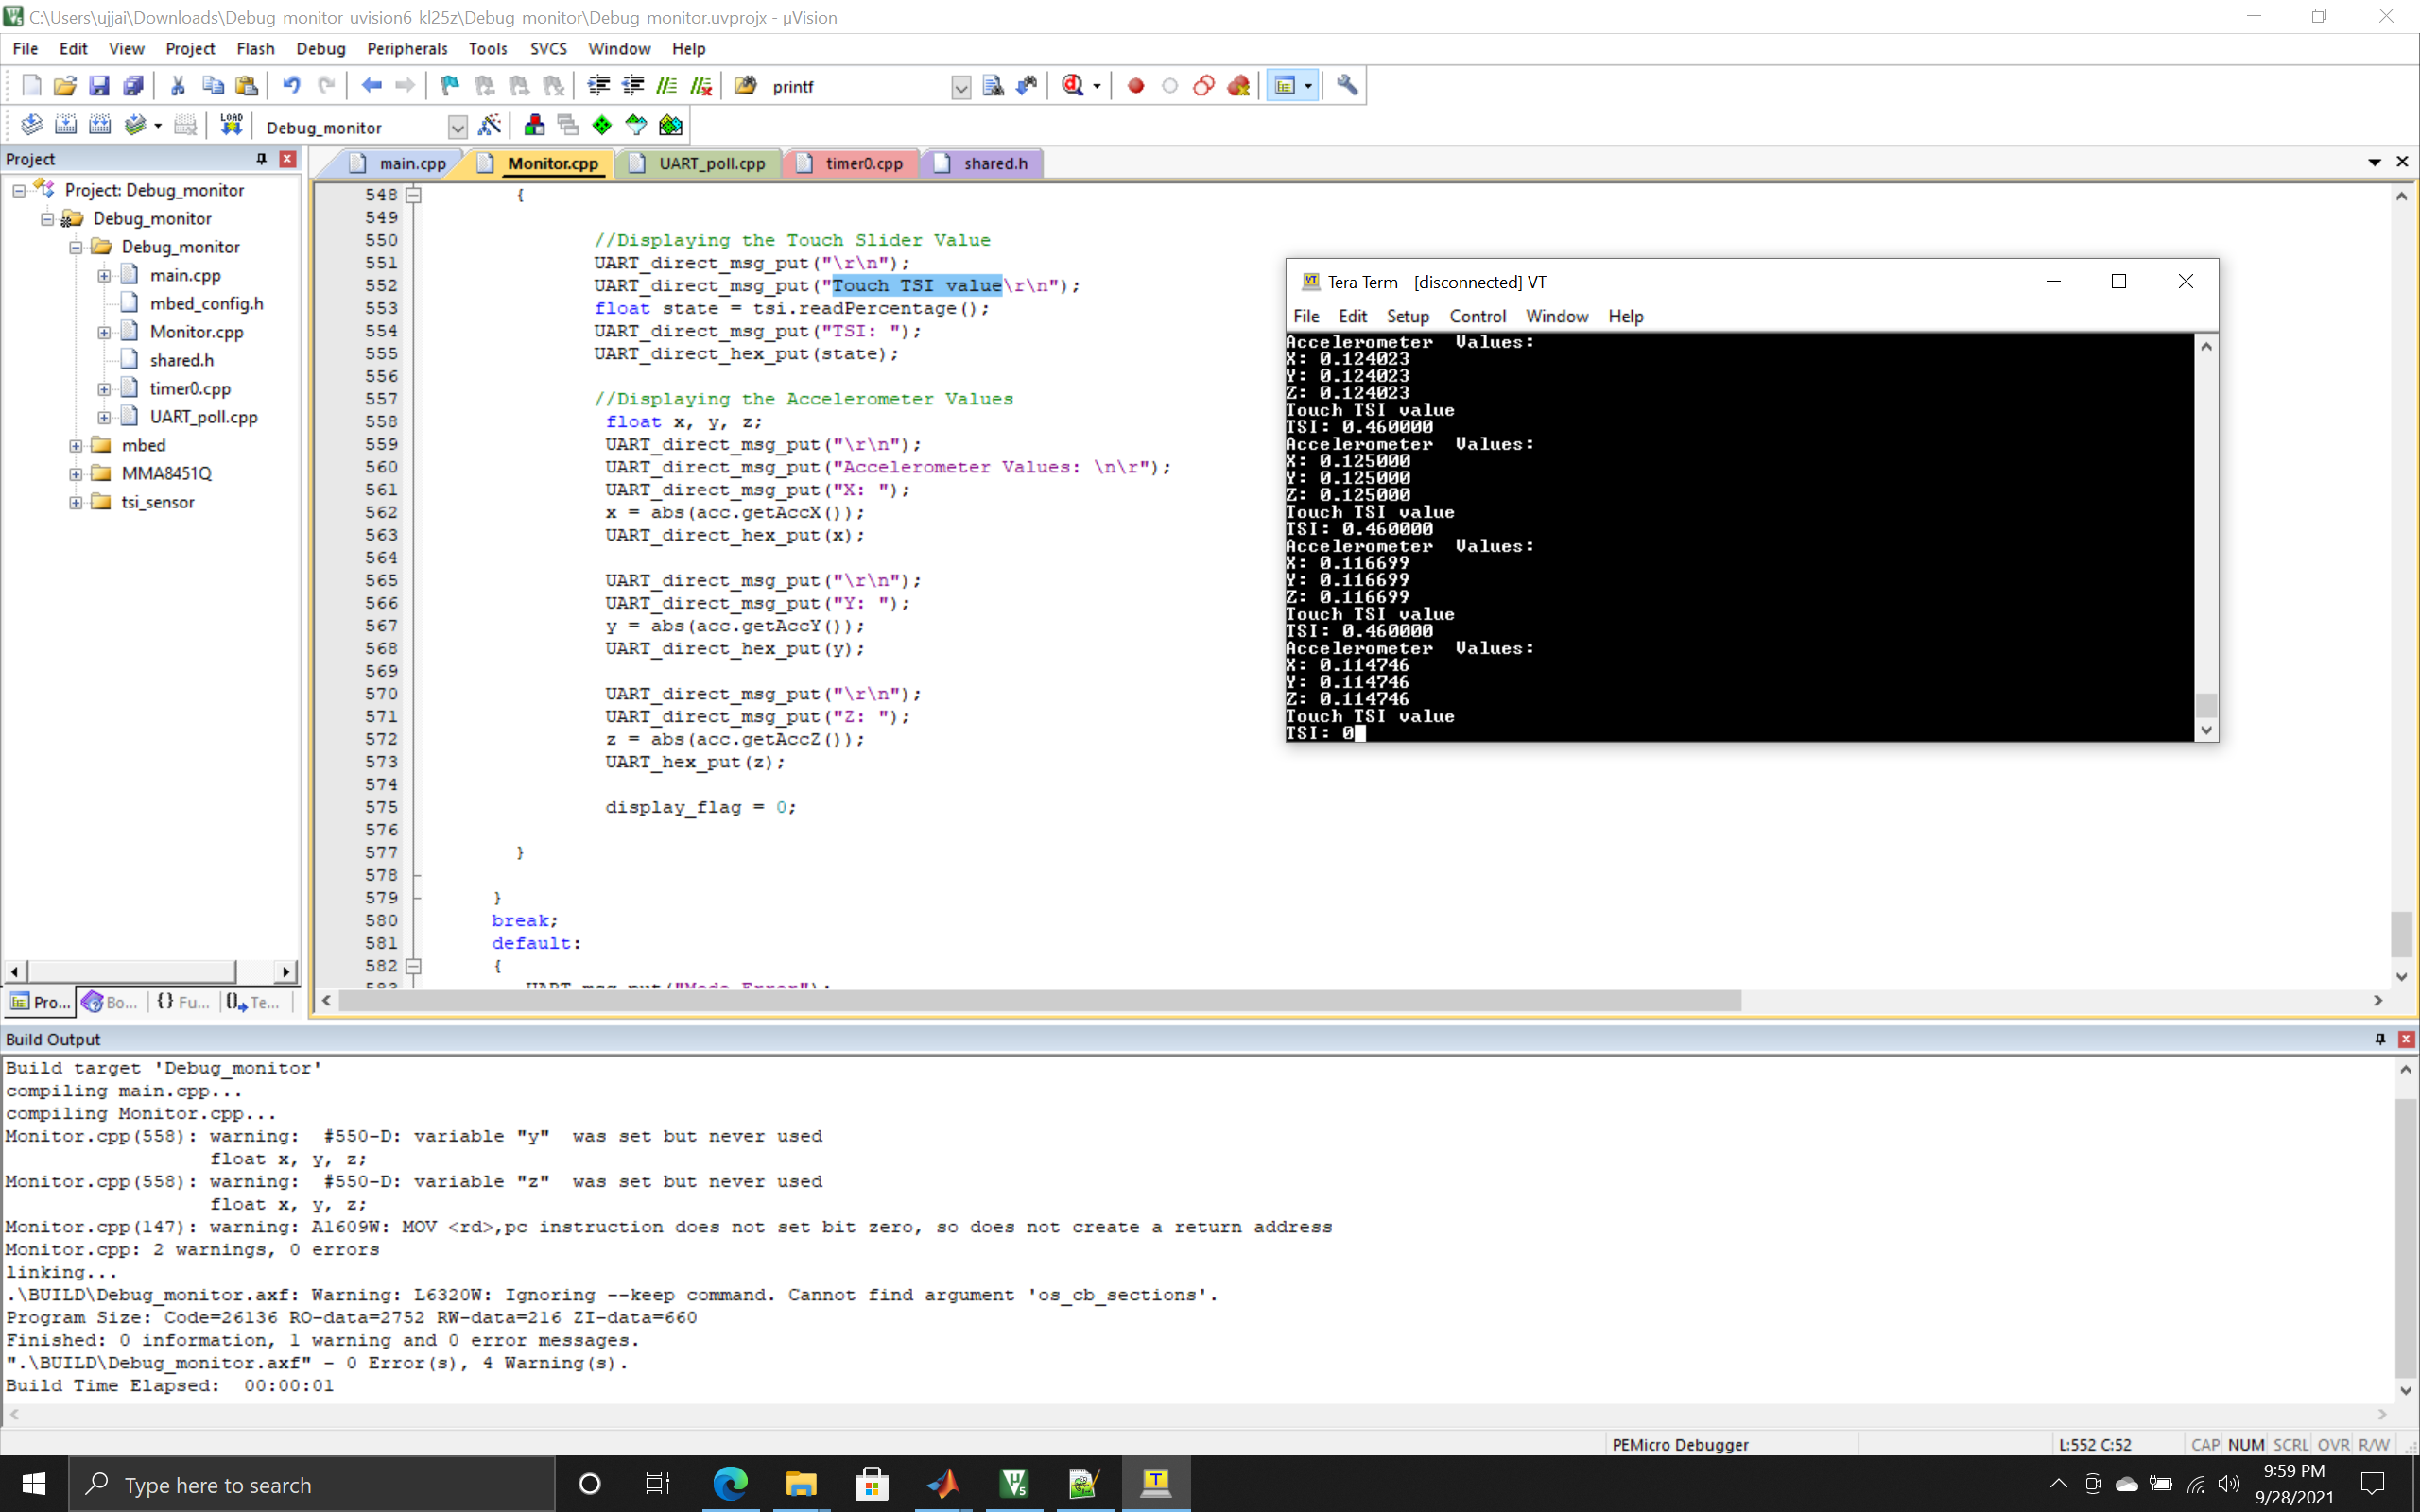 C:\Users\ujjai\Downloads\Debug_monitor_uvision6_kl25z\Debug_monitor\Debug_monitor.uvprojx - µVision
File Edit View Project Flash Debug Peripherals Tools SVCS Window Help
printf
LOAD Debug_monitor
Project
Project: Debug_monitor
Debug_monitor
Debug_monitor
main.cpp
mbed_config.h
Monitor.cpp
shared.h
timer0.cpp
UART_poll.cpp
mbed
MMA8451Q
tsi_sensor
Pro... Bo... {} Fu... Te...
main.cpp Monitor.cpp UART_poll.cpp timer0.cpp shared.h
548 {
549
550 //Displaying the Touch Slider Value
551 UART_direct_msg_put("\r\n");
552 UART_direct_msg_put("Touch TSI value\r\n");
553 float state = tsi.readPercentage();
554 UART_direct_msg_put("TSI: ");
555 UART_direct_hex_put(state);
556
557 //Displaying the Accelerometer Values
558 float x, y, z;
559 UART_direct_msg_put("\r\n");
560 UART_direct_msg_put("Accelerometer Values: \n\r");
561 UART_direct_msg_put("X: ");
562 x = abs(acc.getAccX());
563 UART_direct_hex_put(x);
564
565 UART_direct_msg_put("\r\n");
566 UART_direct_msg_put("Y: ");
567 y = abs(acc.getAccY());
568 UART_direct_hex_put(y);
569
570 UART_direct_msg_put("\r\n");
571 UART_direct_msg_put("Z: ");
572 z = abs(acc.getAccZ());
573 UART_hex_put(z);
574
575 display_flag = 0;
576
577 }
578
579 }
580 break;
581 default:
582 {
583 UART_msg_put("Mode Error");
Tera Term - [disconnected] VT
File Edit Setup Control Window Help
Accelerometer Values:
X: 0.124023
Y: 0.124023
Z: 0.124023
Touch TSI value
TSI: 0.460000
Accelerometer Values:
X: 0.125000
Y: 0.125000
Z: 0.125000
Touch TSI value
TSI: 0.460000
Accelerometer Values:
X: 0.116699
Y: 0.116699
Z: 0.116699
Touch TSI value
TSI: 0.460000
Accelerometer Values:
X: 0.114746
Y: 0.114746
Z: 0.114746
Touch TSI value
TSI: 0
Build Output
Build target 'Debug_monitor'
compiling main.cpp...
compiling Monitor.cpp...
Monitor.cpp(558): warning: #550-D: variable "y" was set but never used
float x, y, z;
Monitor.cpp(558): warning: #550-D: variable "z" was set but never used
float x, y, z;
Monitor.cpp(147): warning: A1609W: MOV <rd>,pc instruction does not set bit zero, so does not create a return address
Monitor.cpp: 2 warnings, 0 errors
linking...
.\BUILD\Debug_monitor.axf: Warning: L6320W: Ignoring --keep command. Cannot find argument 'os_cb_sections'.
Program Size: Code=26136 RO-data=2752 RW-data=216 ZI-data=660
Finished: 0 information, 1 warning and 0 error messages.
".\BUILD\Debug_monitor.axf" - 0 Error(s), 4 Warning(s).
Build Time Elapsed: 00:00:01
PEMicro Debugger L:552 C:52 CAP NUM SCRL OVR R/W
Type here to search
9:59 PM
9/28/2021